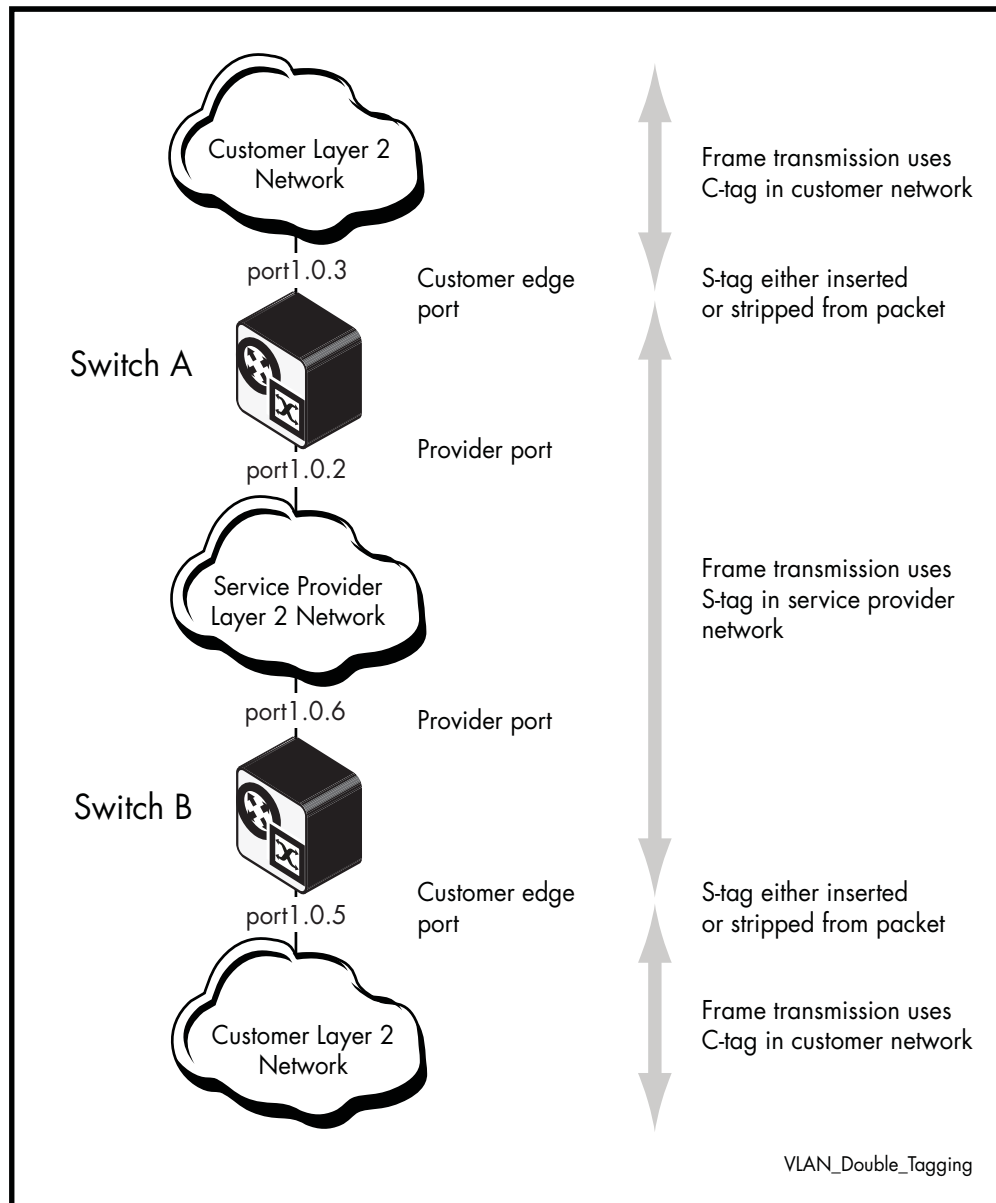 Customer Layer 2
Network
Frame transmission uses
C-tag in customer network
port1.0.3
Customer edge
port
S-tag either inserted
or stripped from packet
Switch A
Provider port
port1.0.2
Service Provider
Layer 2 Network
Frame transmission uses
S-tag in service provider
network
port1.0.6
Provider port
Switch B
Customer edge
port
S-tag either inserted
or stripped from packet
port1.0.5
Customer Layer 2
Network
Frame transmission uses
C-tag in customer network
VLAN_Double_Tagging